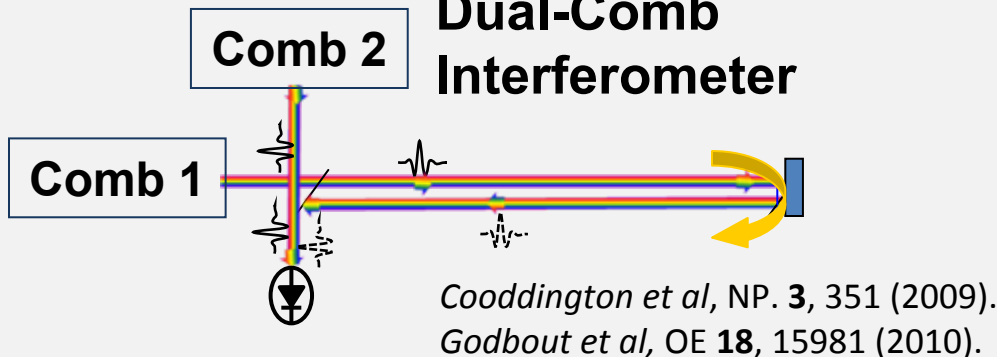 Dual-Comb
Interferometer
Comb 2
Comb 1
Cooddington et al, NP. 3, 351 (2009).
Godbout et al, OE 18, 15981 (2010).